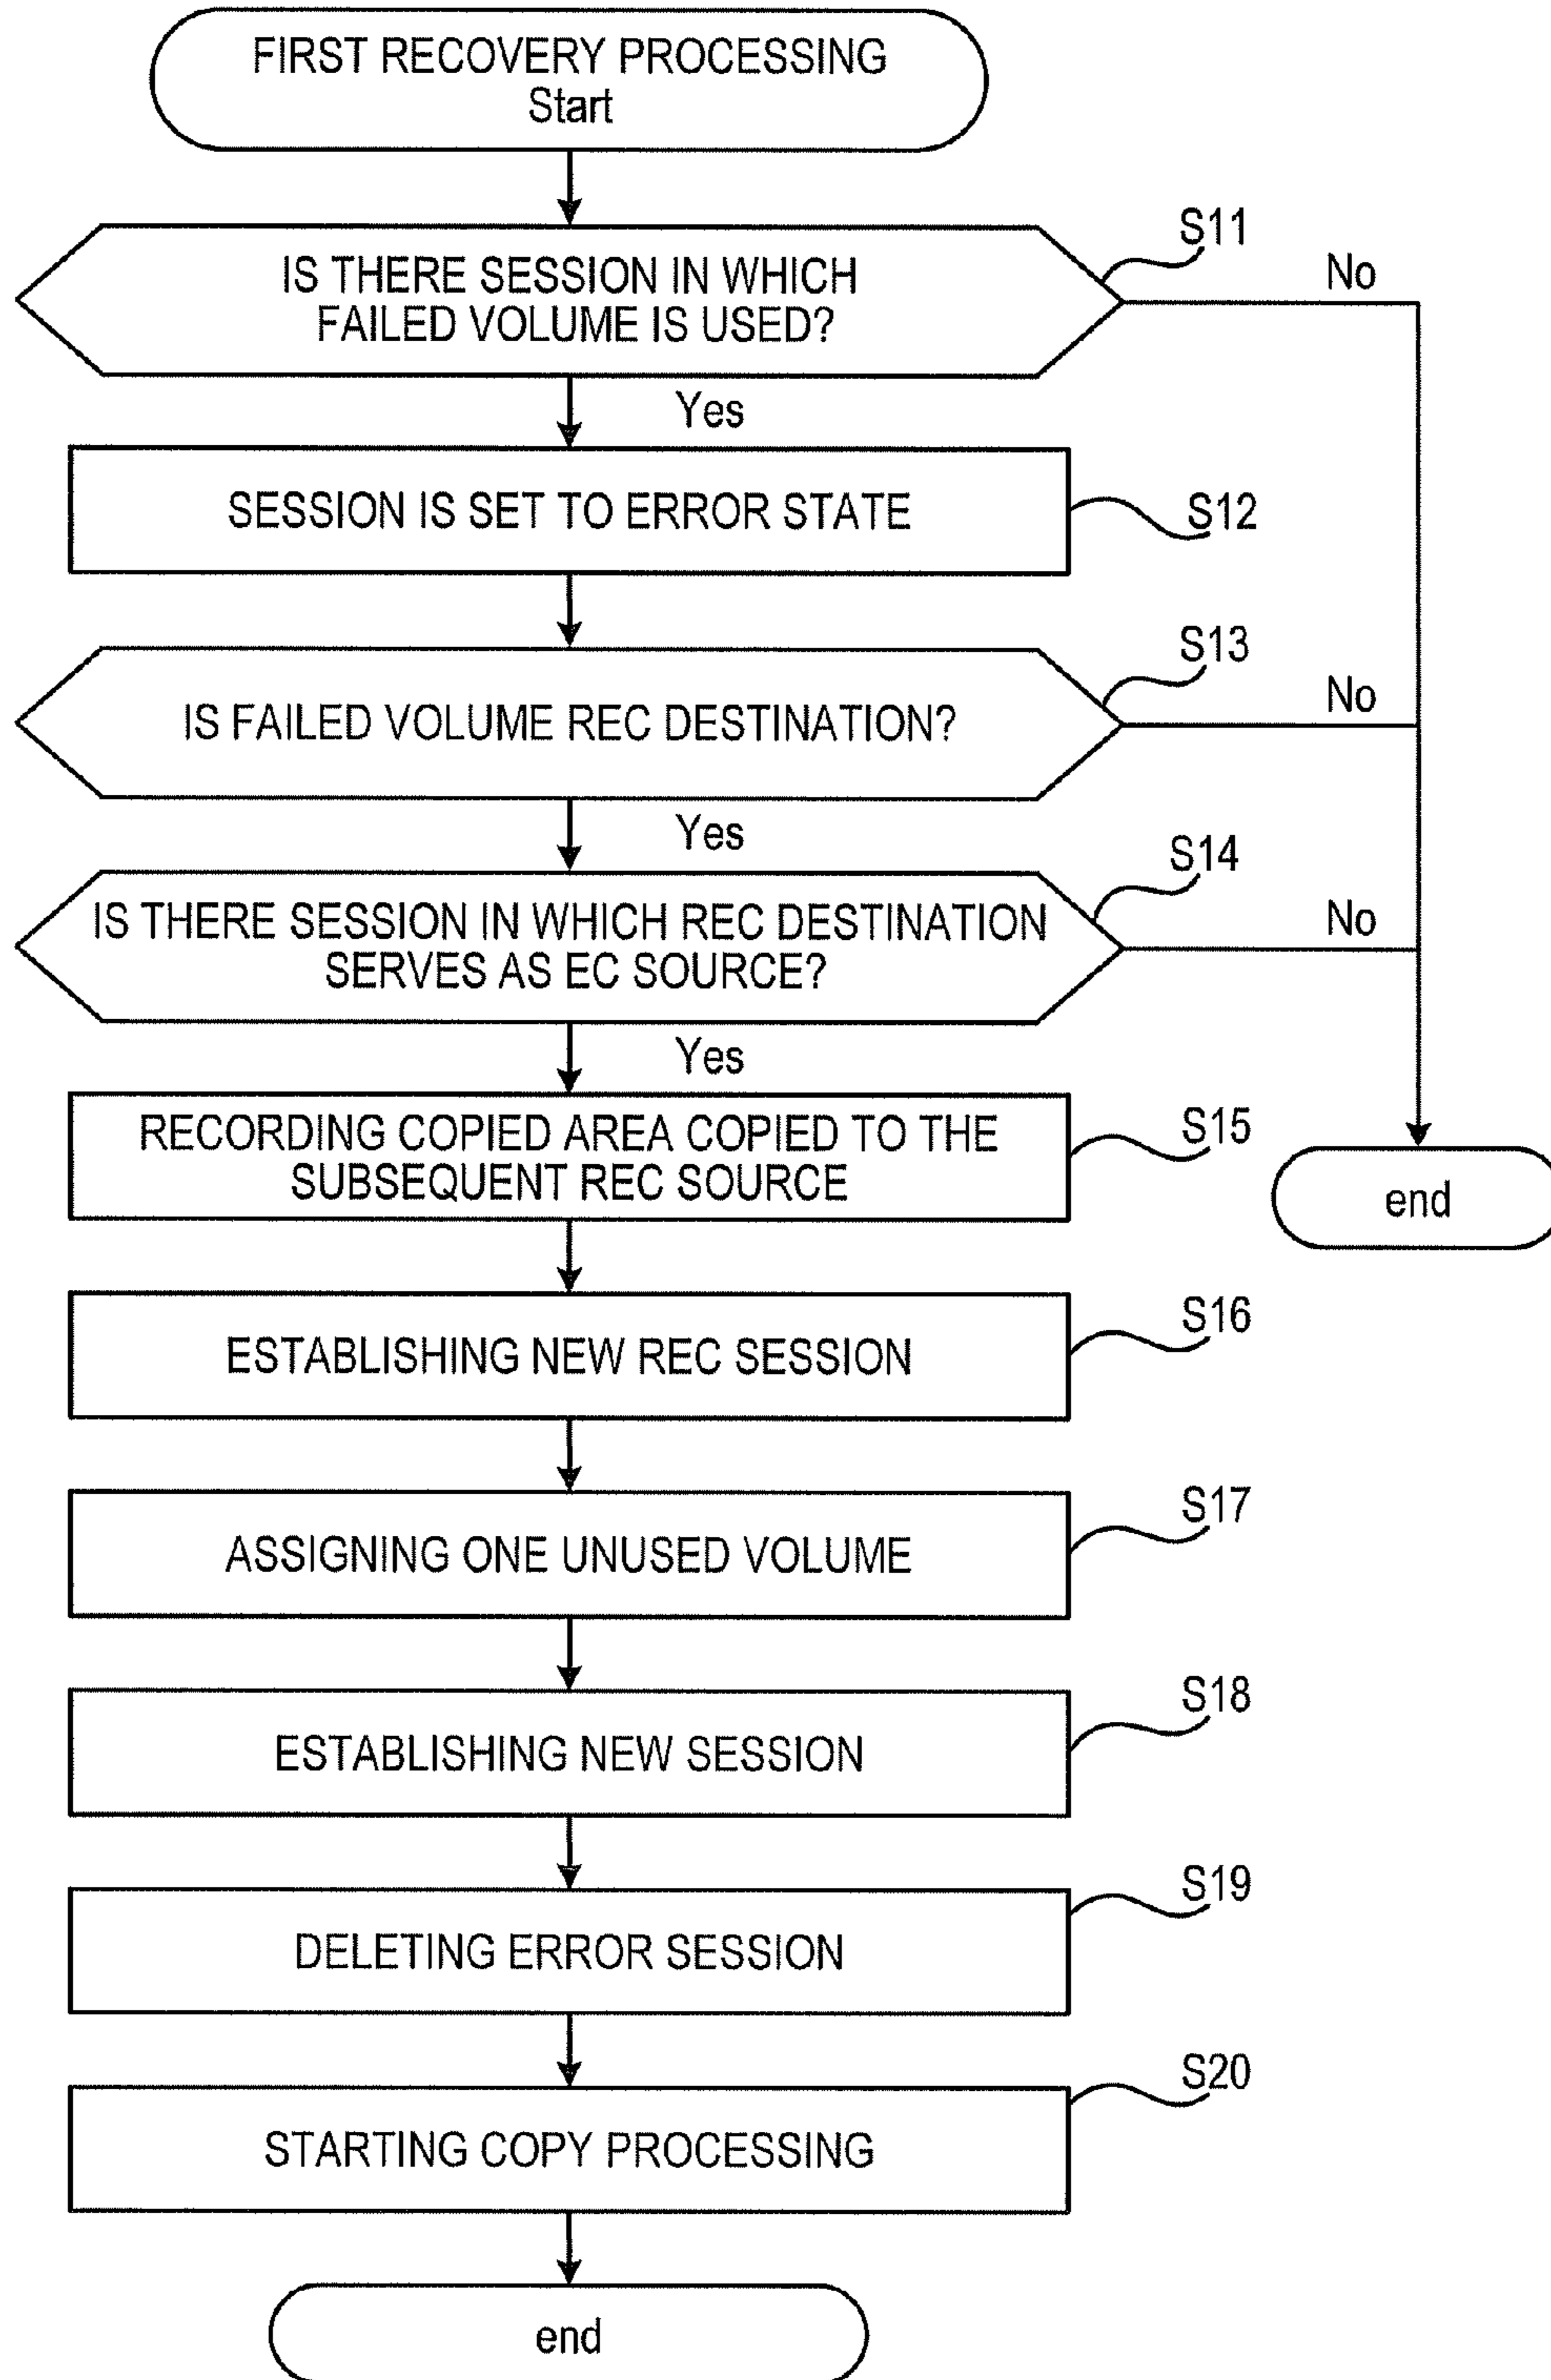 FIRST RECOVERY PROCESSING
Start
S11
IS THERE SESSION IN WHICH
FAILED VOLUME IS USED?
No
Yes
SESSION IS SET TO ERROR STATE
S12
S13
IS FAILED VOLUME REC DESTINATION?
No
Yes
S14
IS THERE SESSION IN WHICH REC DESTINATION
SERVES AS EC SOURCE?
No
Yes
RECORDING COPIED AREA COPIED TO THE
SUBSEQUENT REC SOURCE
S15
end
S16
ESTABLISHING NEW REC SESSION
S17
ASSIGNING ONE UNUSED VOLUME
S18
ESTABLISHING NEW SESSION
S19
DELETING ERROR SESSION
S20
STARTING COPY PROCESSING
end